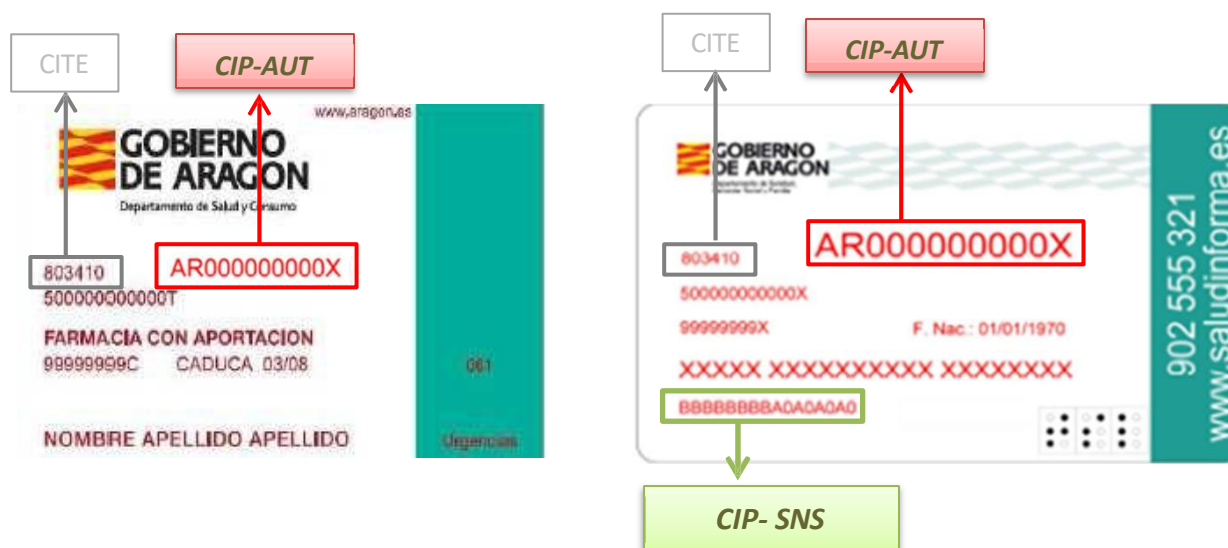 CITE
CIP-AUT
www.aragon.es
GOBIERNO
DE ARAGON
Departamento de Salud y Consumo
803410
AR000000000X
500000000000T
FARMACIA CON APORTACION
99999999C CADUCA 03/08
061
NOMBRE APELLIDO APELLIDO
Urgencias
CITE
CIP-AUT
GOBIERNO
DE ARAGON
AR000000000X
803410
500000000000X
99999999X F. Nac.: 01/01/1970
XXXXX XXXXXXXXXX XXXXXXXX
BBBBBBBBA0A0A0A0
902 555 321
www.saludinforma.es
CIP- SNS